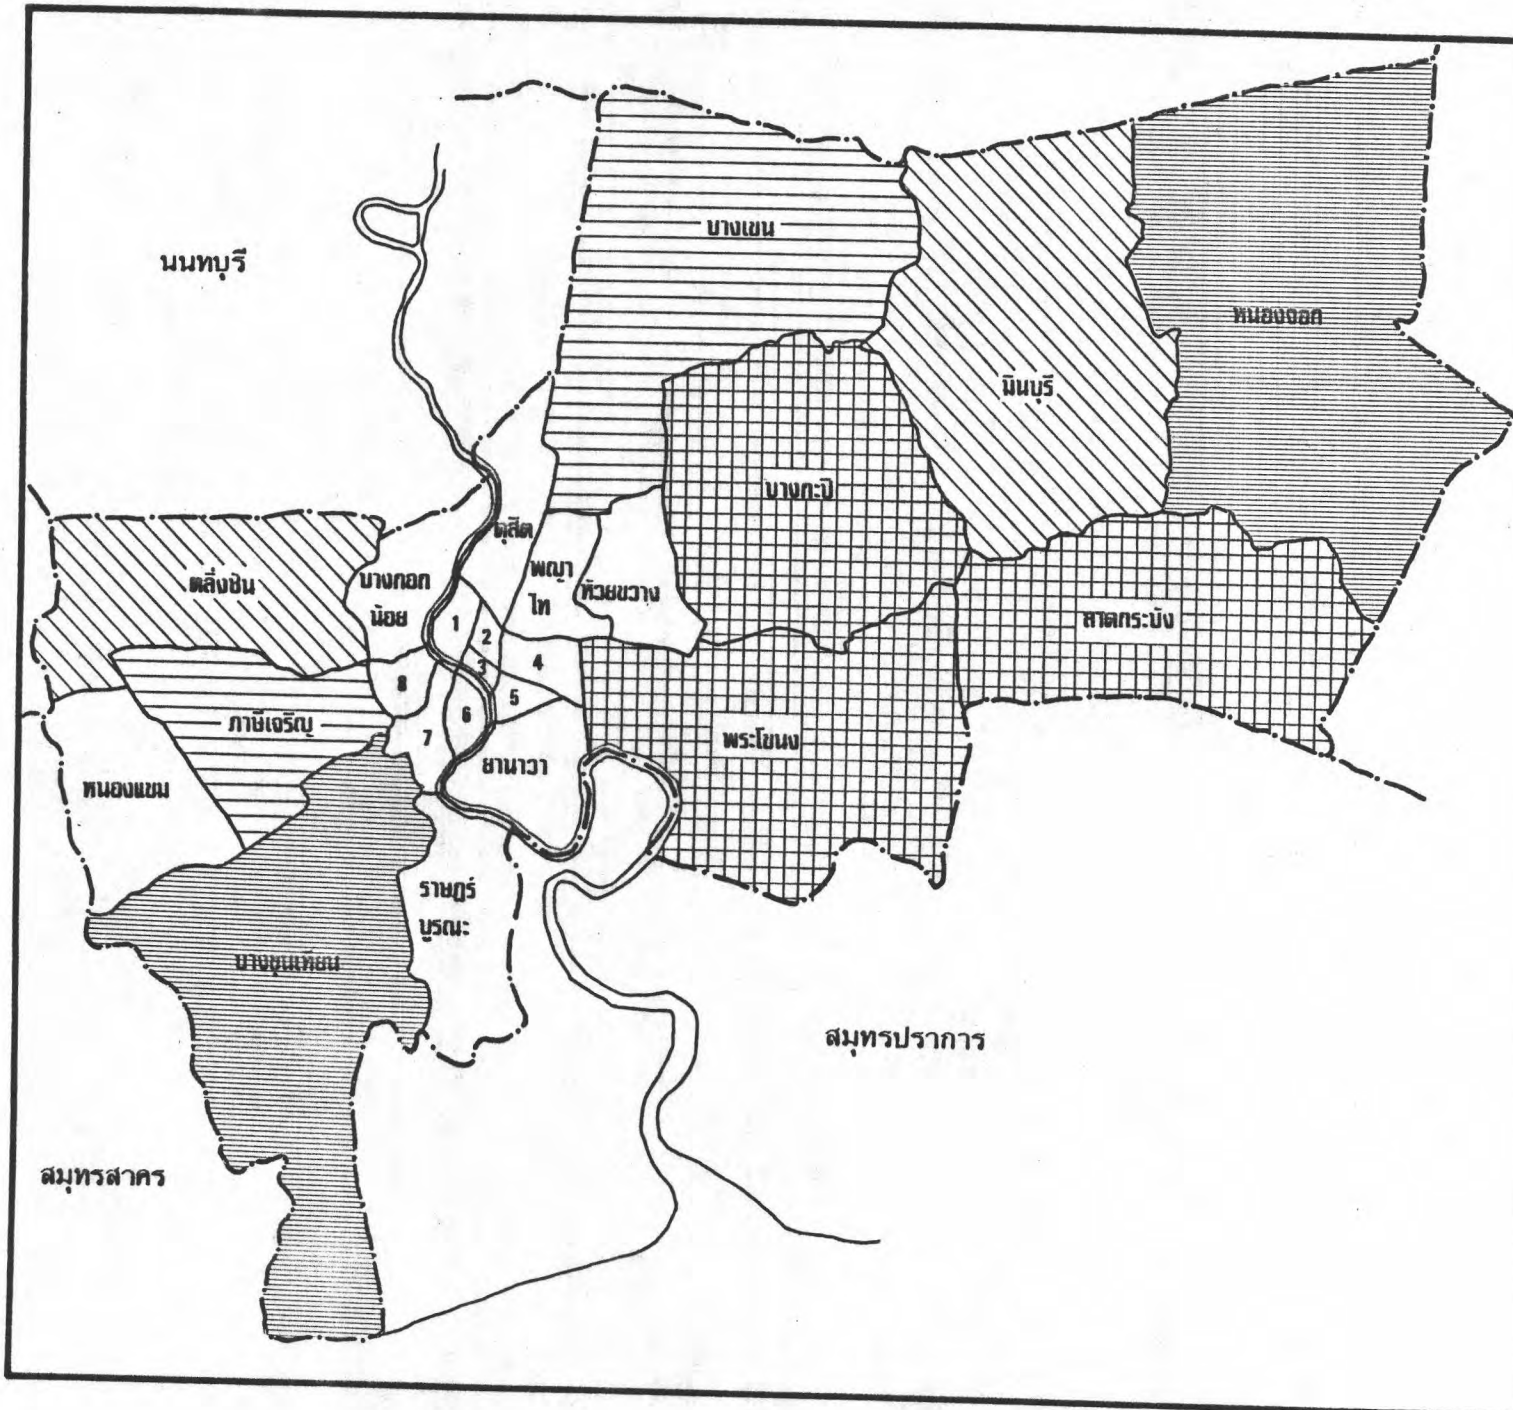 บางเขน
นนทบุรี
หนองจอก
มีนบุรี
บางกะปิ
ดุสิต
ตลิ่งชัน
บางกอก
น้อย
พญา
ไท
ห้วยขวาง
ลาดกระบัง
1
2
3
4
5
6
7
8
ภาษีเจริญ
พระโขนง
ยานาวา
หนองแขม
ราษฎร์
บูรณะ
บางขุนเทียน
สมุทรปราการ
สมุทรสาคร